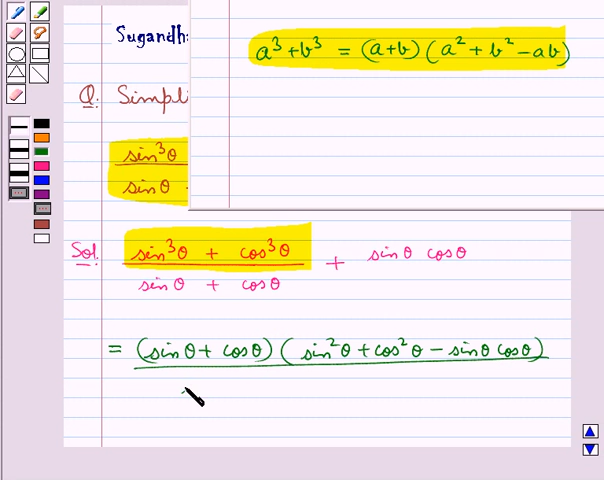 Sugandh
a³ + b³ = (a+b) (a² + b² - ab)
Q. Simpli
sin³θ
sinθ -
Sol. sin³θ + cos³θ + sinθ cosθ
sinθ + cosθ
= (sinθ + cosθ) (sin²θ + cos²θ - sinθ cosθ)